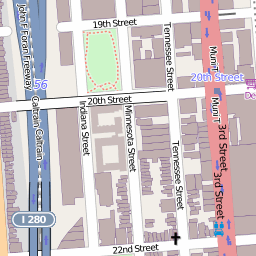 19th Street
John F Foran Freeway
Tennessee Street
Muni T
56
20th Street
20th Street
Caltrain Caltrain
Indiana Street
Minnesota Street
Muni T
3rd Street
Tennessee Street
3rd Street
I 280
22nd Street